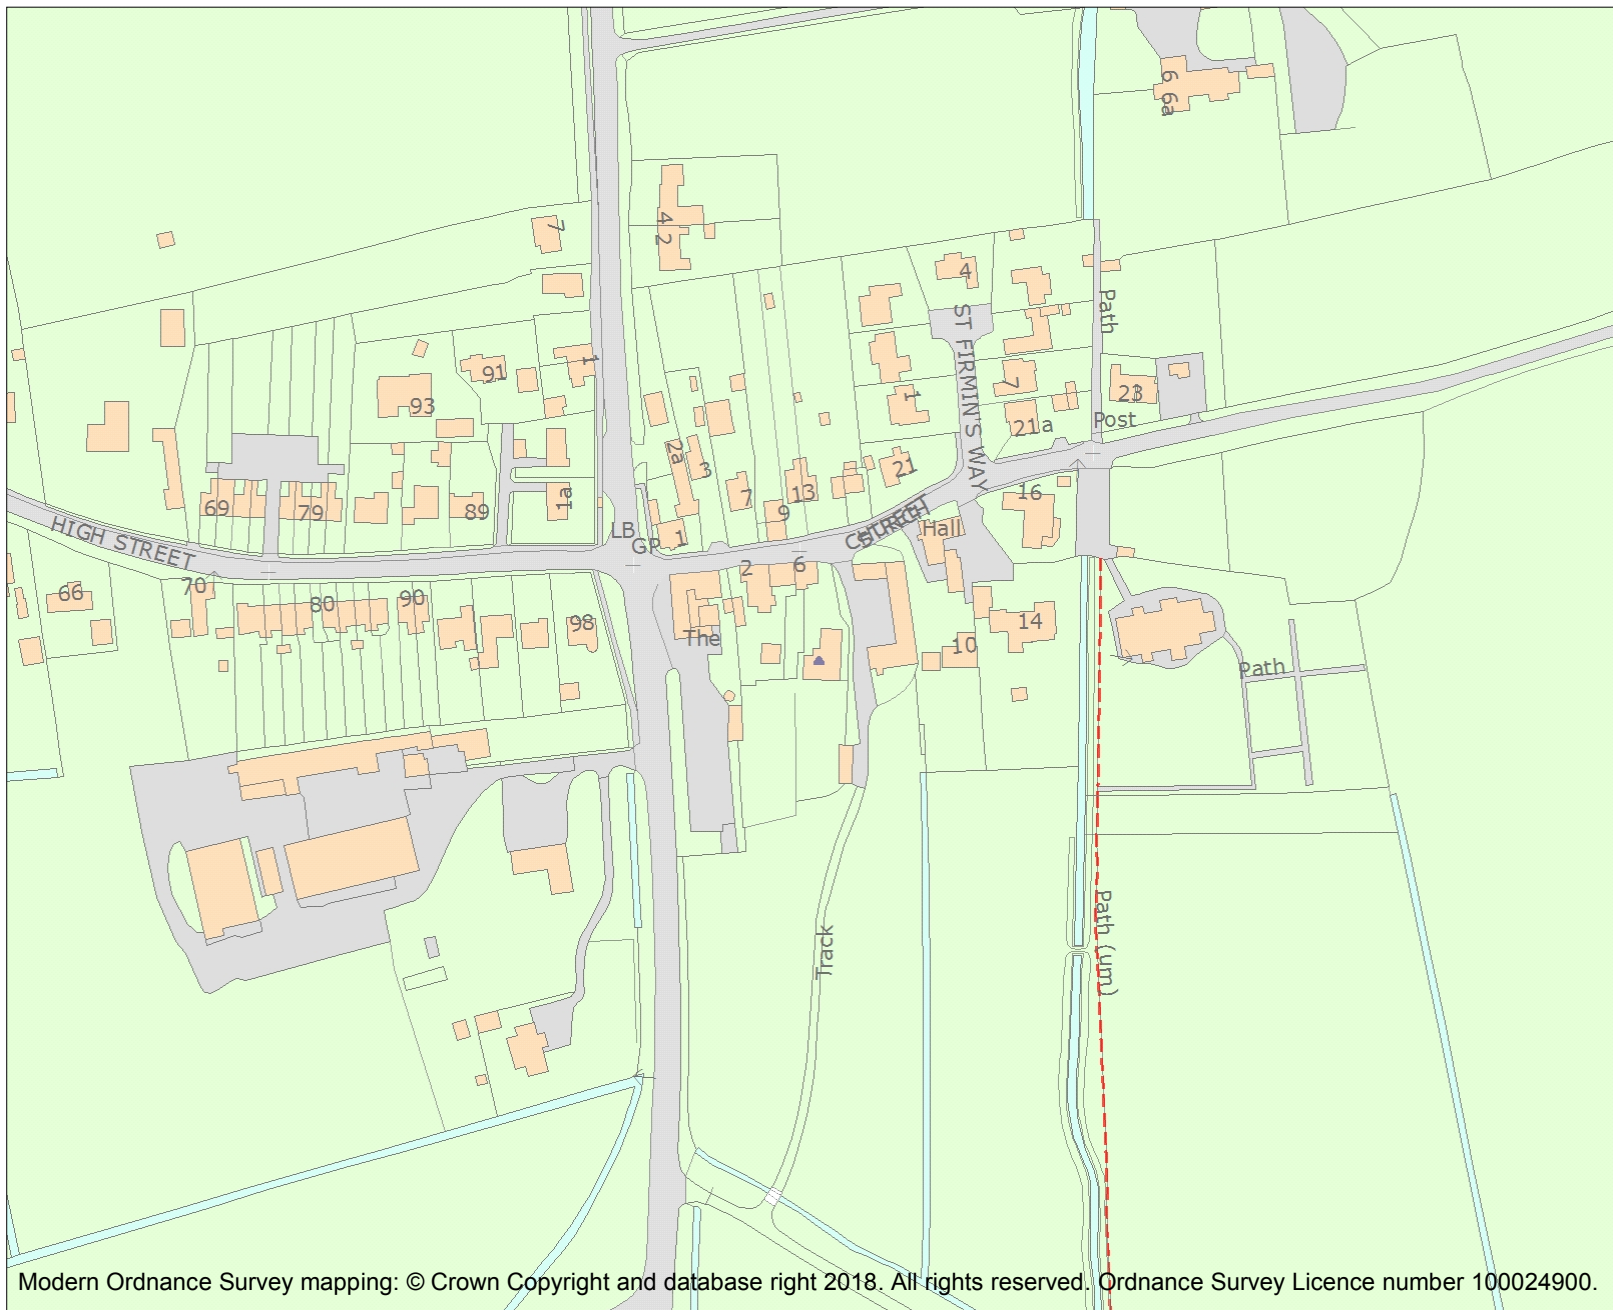 6 6a
4
2
7
4
ST FIRMIN'S WAY
Path
1
91
93
7
23
1
21a
Post
2a
3
21
7
13
9
69
79
89
1a
16
HIGH STREET
LB
GP
1
CHURCH
STREET
Hall
2
6
66
70
80
90
98
The
14
10
Path
Track
Path (um)
Modern Ordnance Survey mapping: © Crown Copyright and database right 2018. All rights reserved. Ordnance Survey Licence number 100024900.